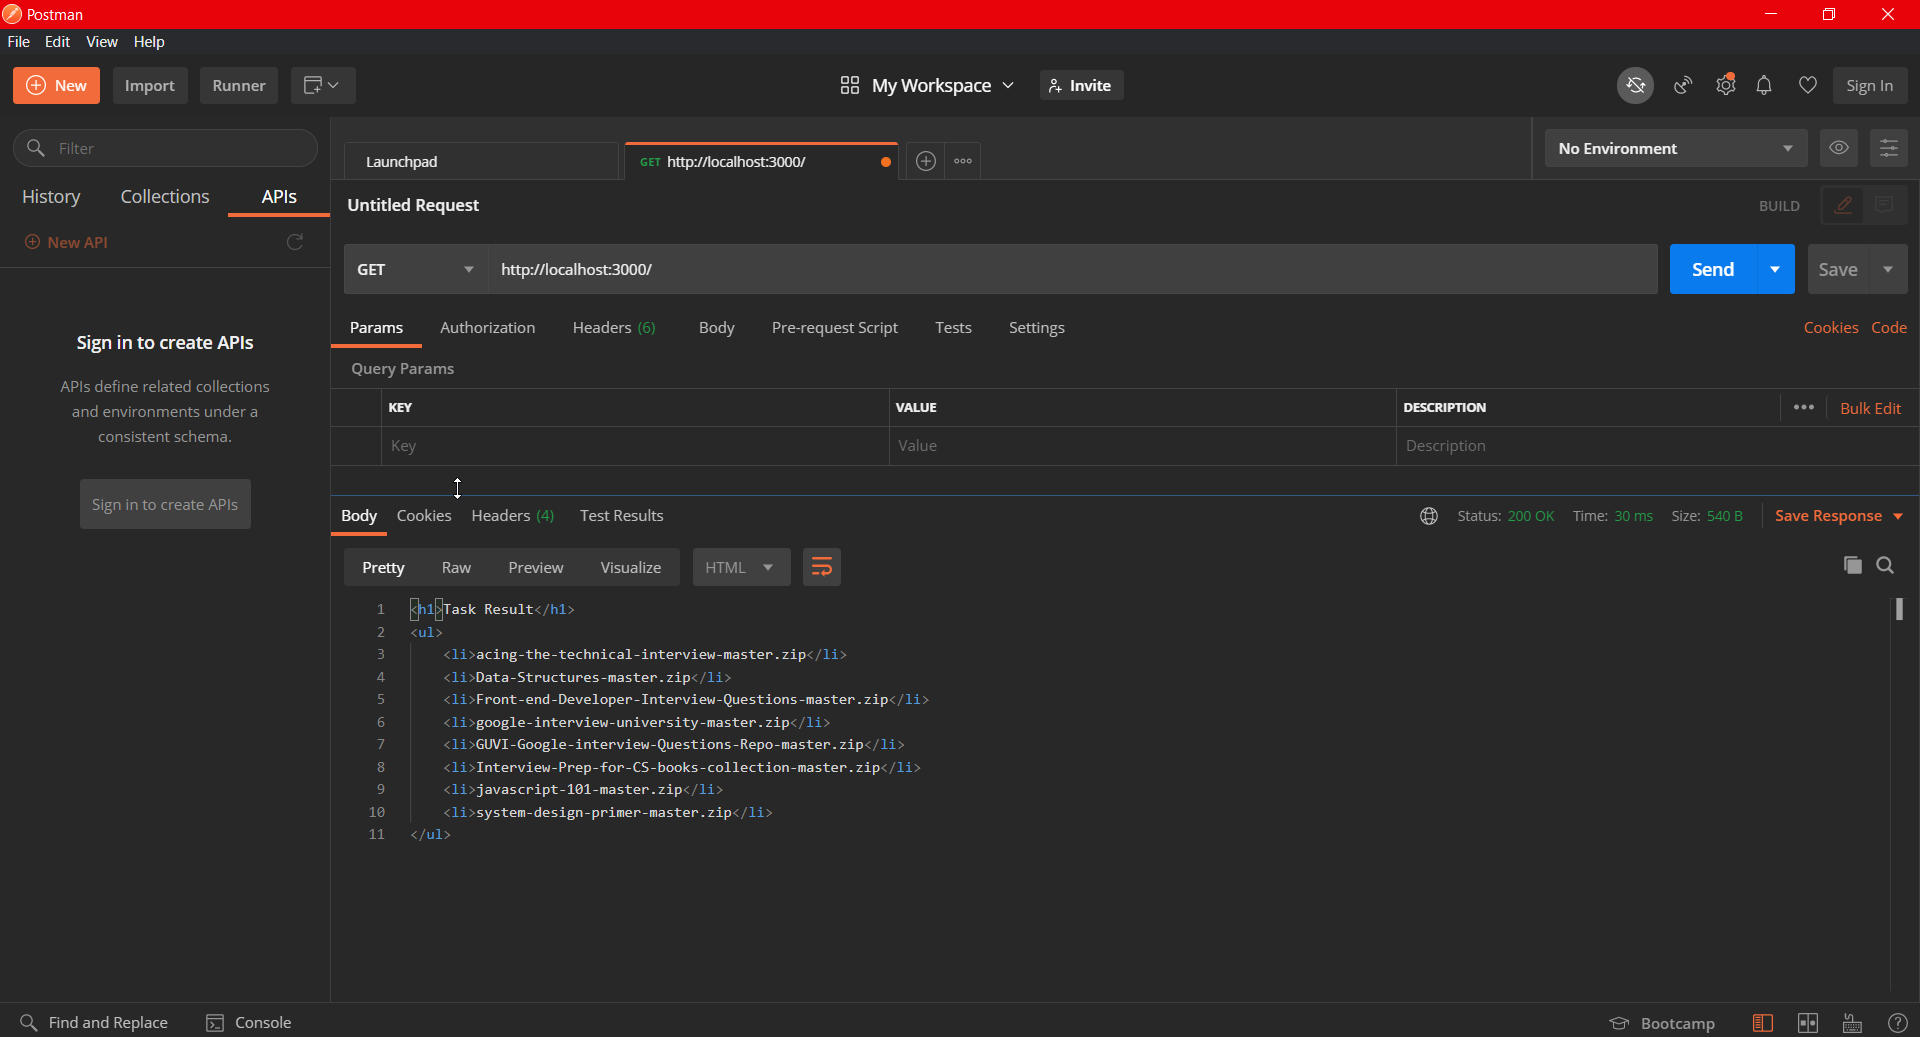 Postman
File Edit View Help
New Import Runner My Workspace Invite Sign In
Filter
History Collections APIs
New API
Sign in to create APIs
APIs define related collections
and environments under a
consistent schema.
Sign in to create APIs
Launchpad GET http://localhost:3000/ No Environment
Untitled Request BUILD
GET http://localhost:3000/ Send Save
Params Authorization Headers (6) Body Pre-request Script Tests Settings Cookies Code
Query Params
KEY VALUE DESCRIPTION Bulk Edit
Key Value Description
Body Cookies Headers (4) Test Results Status: 200 OK Time: 30 ms Size: 540 B Save Response
Pretty Raw Preview Visualize HTML
1 <h1>Task Result</h1>
2 <ul>
3 <li>acing-the-technical-interview-master.zip</li>
4 <li>Data-Structures-master.zip</li>
5 <li>Front-end-Developer-Interview-Questions-master.zip</li>
6 <li>google-interview-university-master.zip</li>
7 <li>GUVI-Google-interview-Questions-Repo-master.zip</li>
8 <li>Interview-Prep-for-CS-books-collection-master.zip</li>
9 <li>javascript-101-master.zip</li>
10 <li>system-design-primer-master.zip</li>
11 </ul>
Find and Replace Console Bootcamp